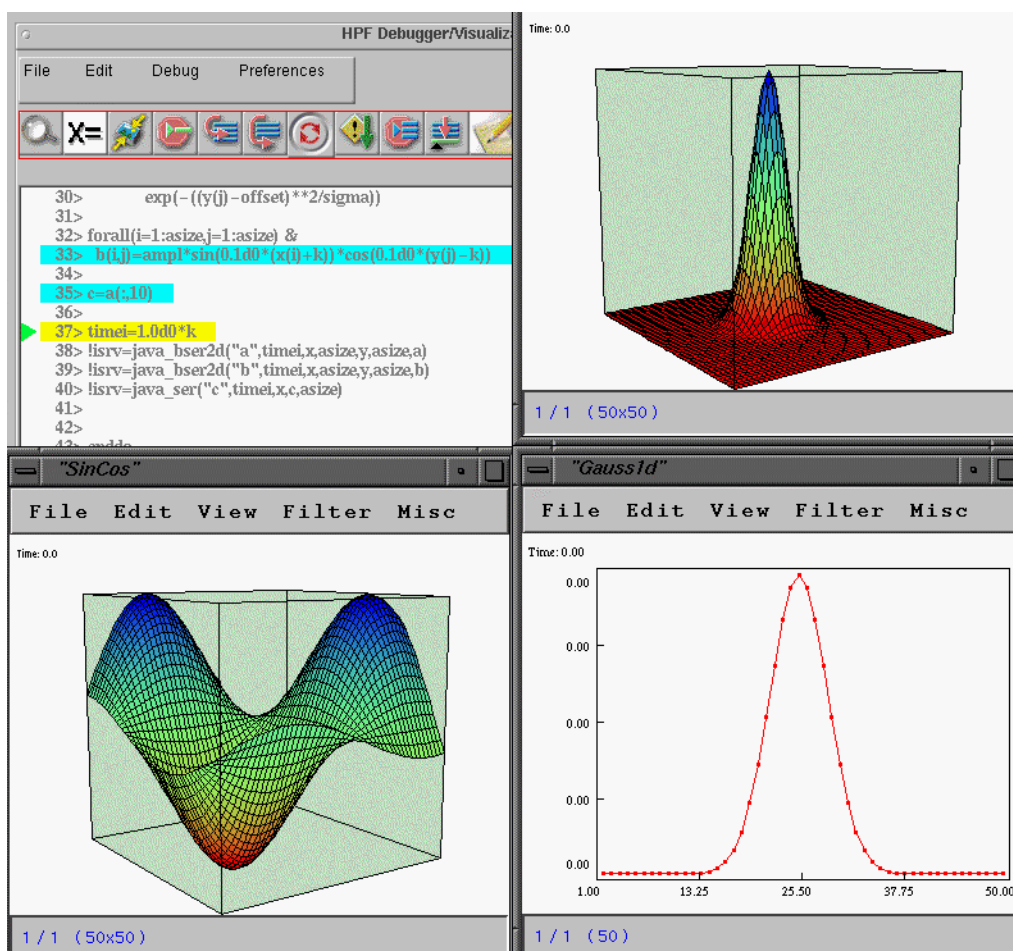 HPF Debugger/Visualiza
File Edit Debug Preferences
X=
30> exp(-((y(j)-offset)**2/sigma))
31>
32> forall(i=1:asize,j=1:asize) &
33> b(i,j)=ampl*sin(0.1d0*(x(i)+k))*cos(0.1d0*(y(j)-k))
34>
35> c=a(:,10)
36>
37> timei=1.0d0*k
38> !isrv=java_bser2d("a",timei,x,asize,y,asize,a)
39> !isrv=java_bser2d("b",timei,x,asize,y,asize,b)
40> !isrv=java_ser("c",timei,x,c,asize)
41>
42>
43> enddo
Time: 0.0
1 / 1 (50x50)
"SinCos"
File Edit View Filter Misc
Time: 0.0
1 / 1 (50x50)
"Gauss1d"
File Edit View Filter Misc
Time: 0.00
0.00
0.00
0.00
0.00
0.00
1.00 13.25 25.50 37.75 50.00
1 / 1 (50)